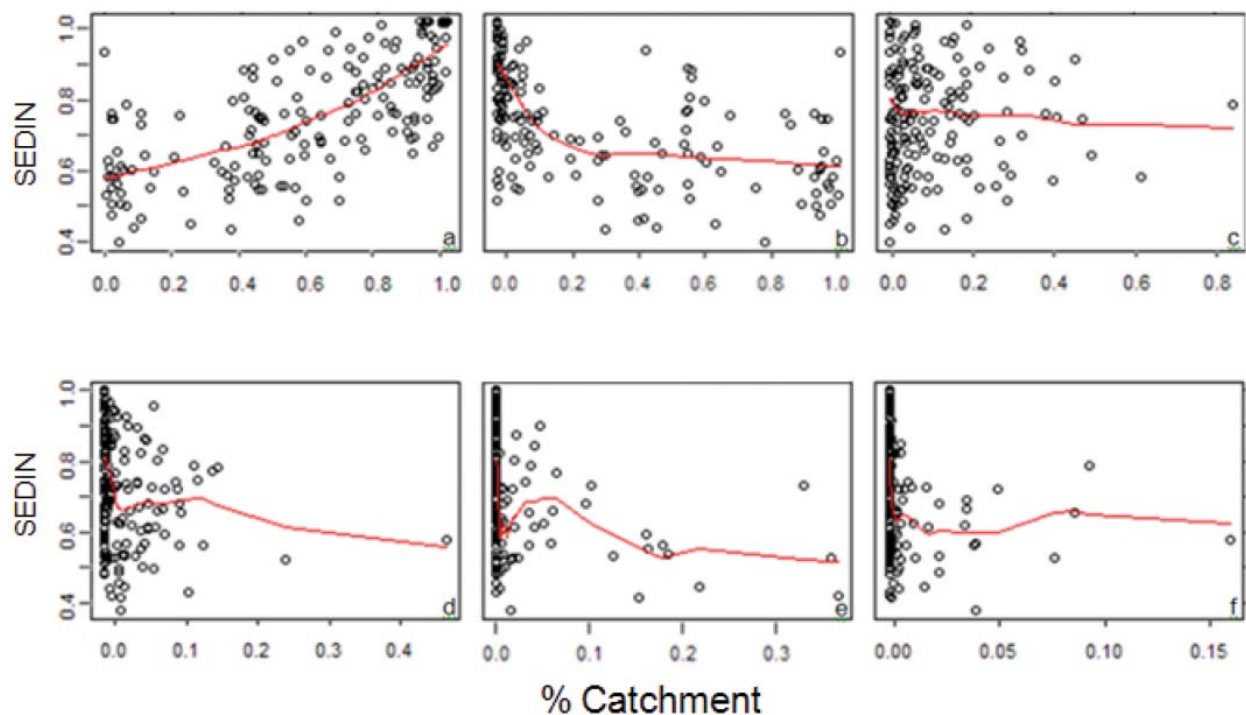 SEDIN
1.0
0.8
0.6
0.4
a
b
c
0.0 0.2 0.4 0.6 0.8 1.0
0.0 0.2 0.4 0.6 0.8 1.0
0.0 0.2 0.4 0.6 0.8
SEDIN
1.0
0.8
0.6
0.4
d
e
f
0.0 0.1 0.2 0.3 0.4
0.0 0.1 0.2 0.3
0.00 0.05 0.10 0.15
% Catchment